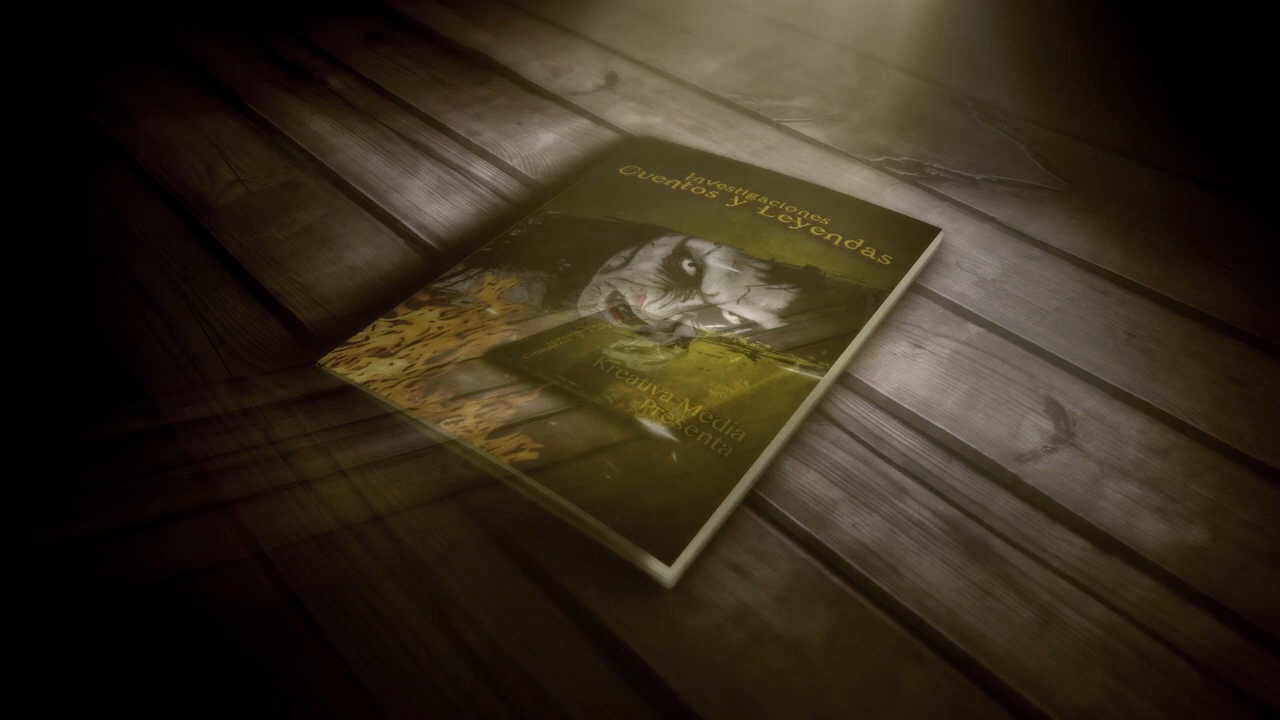 Investigaciones
Cuentos y Leyendas
Kreativa Media
Presenta